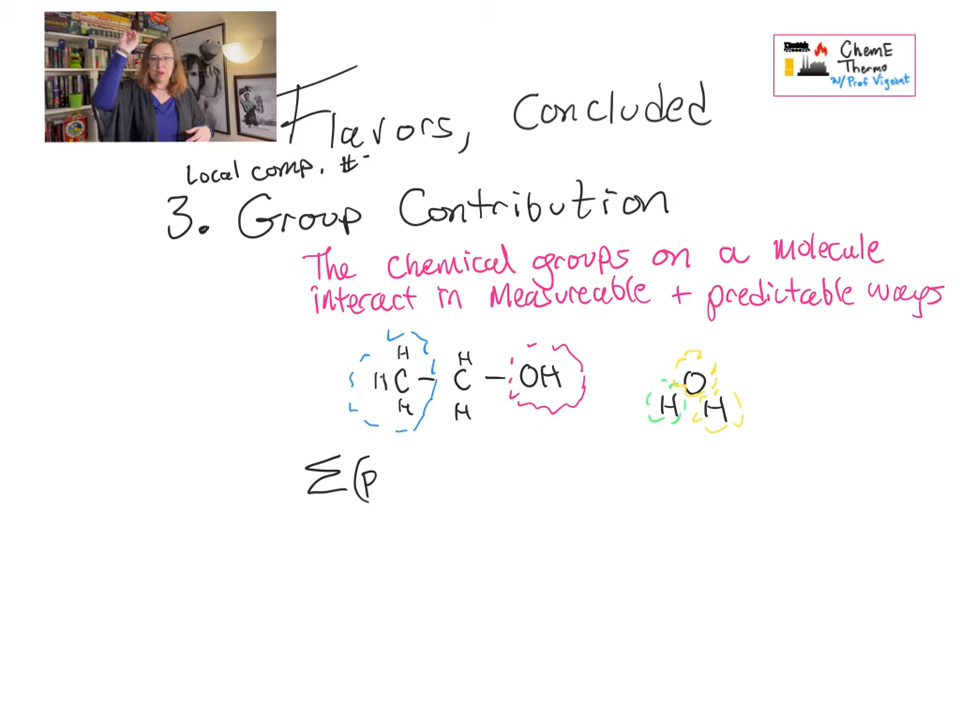 ChemE
Thermo
w/ Prof Vigeant
Flavors, Concluded
Local comp. #-
3. Group Contribution
The chemical groups on a molecule
interact in Measureable + predictable ways
H H
HC - C - OH
H H
O
H H
Σ(p